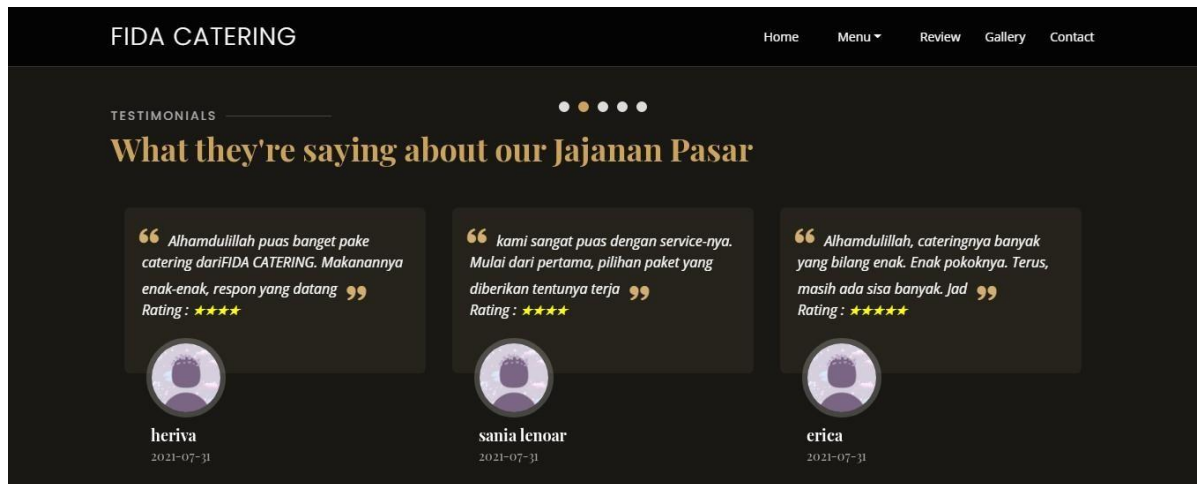 FIDA CATERING
Home Menu Review Gallery Contact
TESTIMONIALS
What they're saying about our Jajanan Pasar
“ Alhamdulillah puas banget pake
catering dariFIDA CATERING. Makanannya
enak-enak, respon yang datang ”
Rating : ★★★★
heriva
2021-07-31
“ kami sangat puas dengan service-nya.
Mulai dari pertama, pilihan paket yang
diberikan tentunya terja ”
Rating : ★★★★
sania lenoar
2021-07-31
“ Alhamdulillah, cateringnya banyak
yang bilang enak. Enak pokoknya. Terus,
masih ada sisa banyak. Jad ”
Rating : ★★★★★
erica
2021-07-31